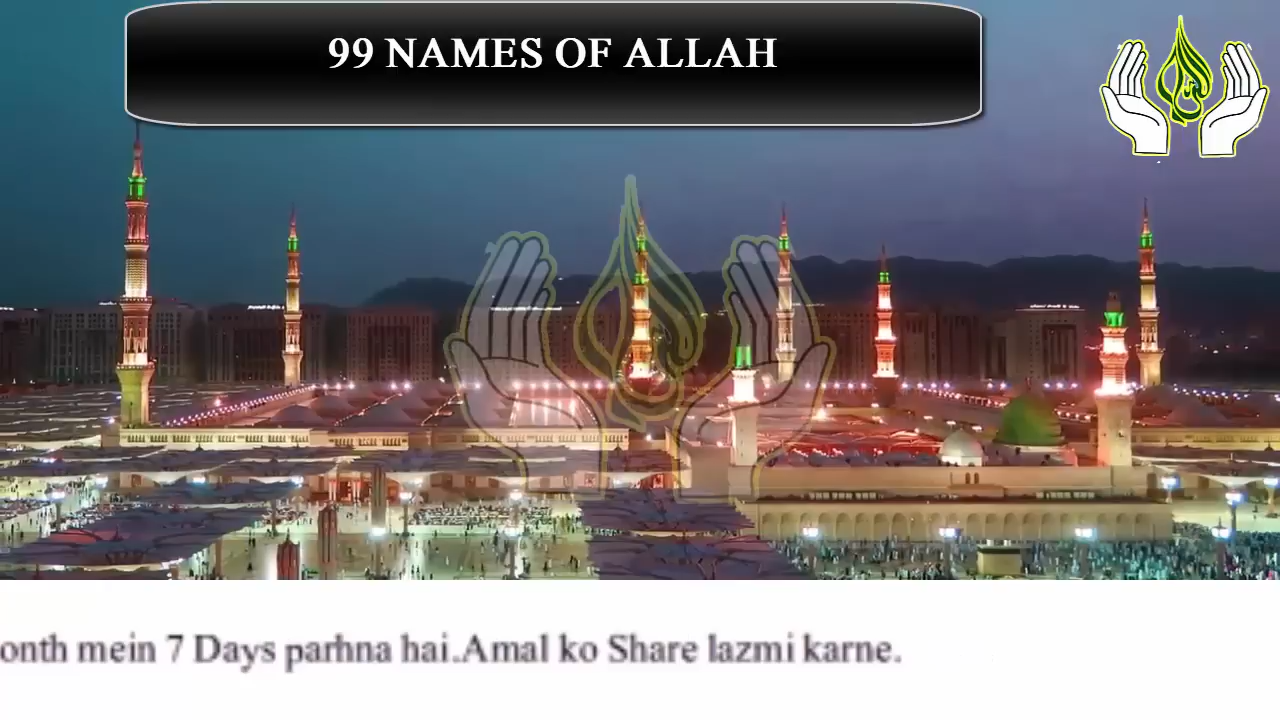 99 NAMES OF ALLAH
onth mein 7 Days parhna hai.Amal ko Share lazmi karne.